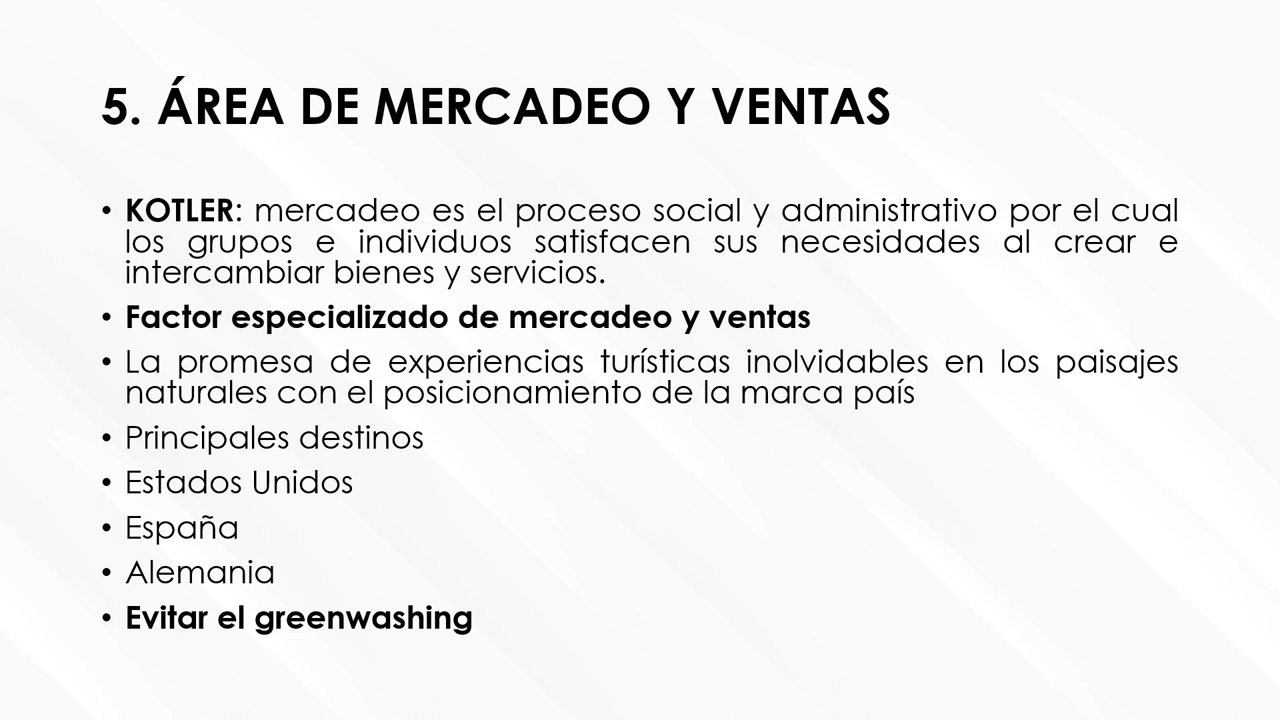 5. ÁREA DE MERCADEO Y VENTAS
• KOTLER: mercadeo es el proceso social y administrativo por el cual
los grupos e individuos satisfacen sus necesidades al crear e
intercambiar bienes y servicios.
• Factor especializado de mercadeo y ventas
• La promesa de experiencias turísticas inolvidables en los paisajes
naturales con el posicionamiento de la marca país
• Principales destinos
• Estados Unidos
• España
• Alemania
• Evitar el greenwashing